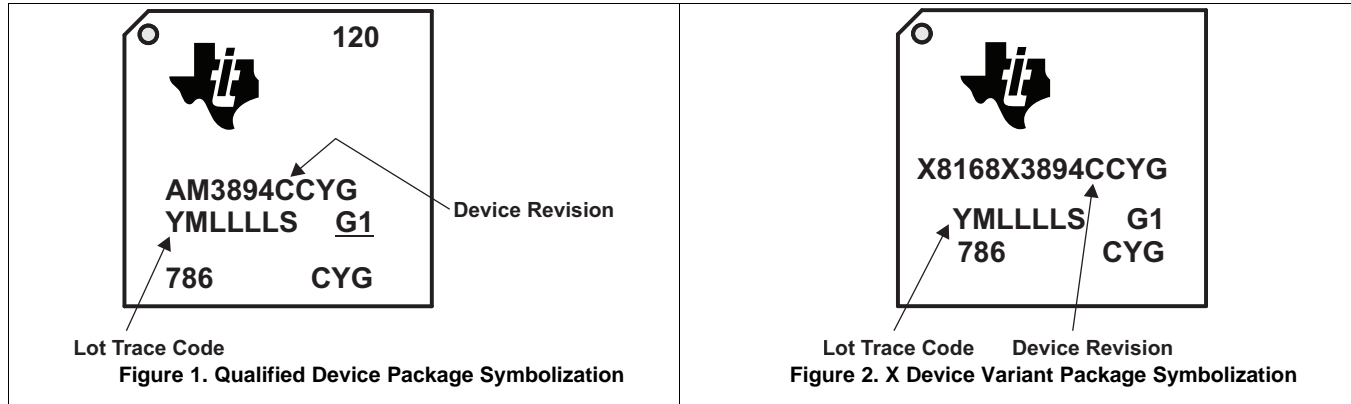 120
AM3894CCYG
YMLLLLS G1
786 CYG
Device Revision
Lot Trace Code
Figure 1. Qualified Device Package Symbolization
X8168X3894CCYG
YMLLLLS G1
786 CYG
Lot Trace Code Device Revision
Figure 2. X Device Variant Package Symbolization